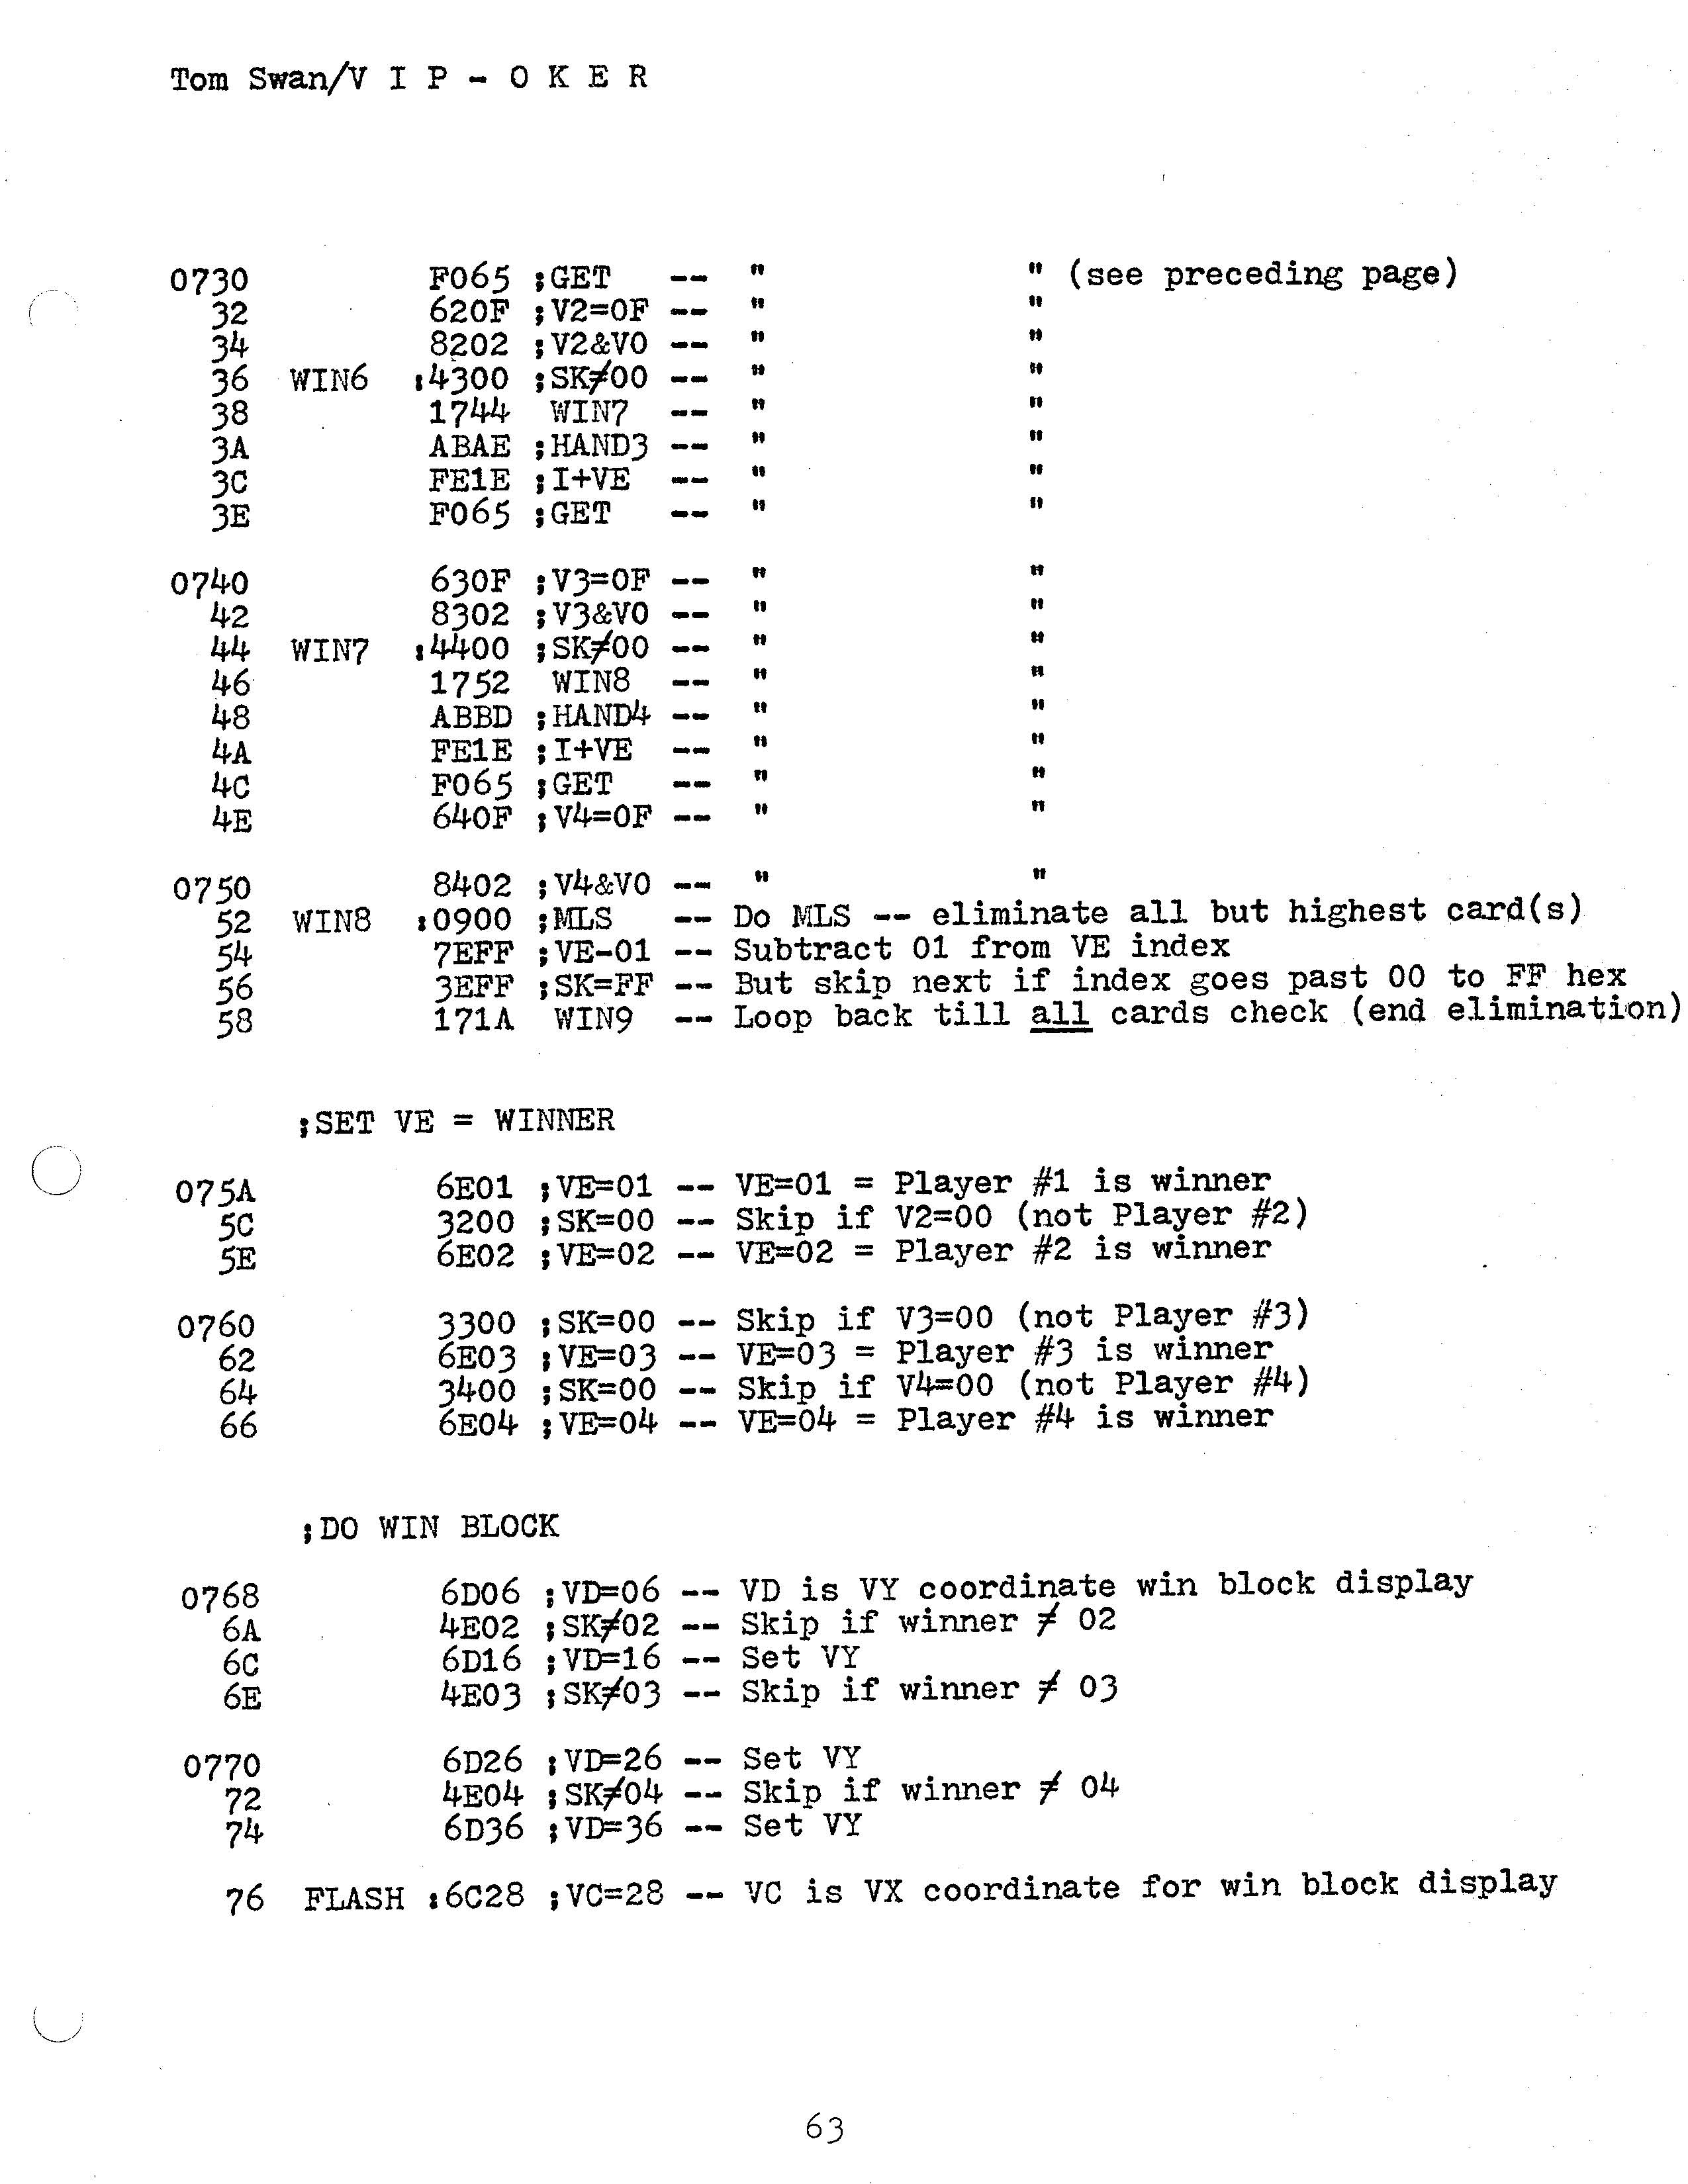 Tom Swan/V I P - O K E R
0730 F065 ;GET -- " " (see preceding page)
32 620F ;V2=0F -- " "
34 8202 ;V2&V0 -- " "
36 WIN6 :4300 ;SK≠00 -- " "
38 1744 WIN7 -- " "
3A ABAE ;HAND3 -- " "
3C FE1E ;I+VE -- " "
3E F065 ;GET -- " "
0740 630F ;V3=0F -- " "
42 8302 ;V3&V0 -- " "
44 WIN7 :4400 ;SK≠00 -- " "
46 1752 WIN8 -- " "
48 ABBD ;HAND4 -- " "
4A FE1E ;I+VE -- " "
4C F065 ;GET -- " "
4E 640F ;V4=0F -- " "
0750 8402 ;V4&V0 -- " "
52 WIN8 :0900 ;MLS -- Do MLS -- eliminate all but highest card(s)
54 7EFF ;VE-01 -- Subtract 01 from VE index
56 3EFF ;SK=FF -- But skip next if index goes past 00 to FF hex
58 171A WIN9 -- Loop back till all cards check (end elimination)
;SET VE = WINNER
075A 6E01 ;VE=01 -- VE=01 = Player #1 is winner
5C 3200 ;SK=00 -- Skip if V2=00 (not Player #2)
5E 6E02 ;VE=02 -- VE=02 = Player #2 is winner
0760 3300 ;SK=00 -- Skip if V3=00 (not Player #3)
62 6E03 ;VE=03 -- VE=03 = Player #3 is winner
64 3400 ;SK=00 -- Skip if V4=00 (not Player #4)
66 6E04 ;VE=04 -- VE=04 = Player #4 is winner
;DO WIN BLOCK
0768 6D06 ;VD=06 -- VD is VY coordinate win block display
6A 4E02 ;SK≠02 -- Skip if winner ≠ 02
6C 6D16 ;VD=16 -- Set VY
6E 4E03 ;SK≠03 -- Skip if winner ≠ 03
0770 6D26 ;VD=26 -- Set VY
72 4E04 ;SK≠04 -- Skip if winner ≠ 04
74 6D36 ;VD=36 -- Set VY
76 FLASH :6C28 ;VC=28 -- VC is VX coordinate for win block display
63